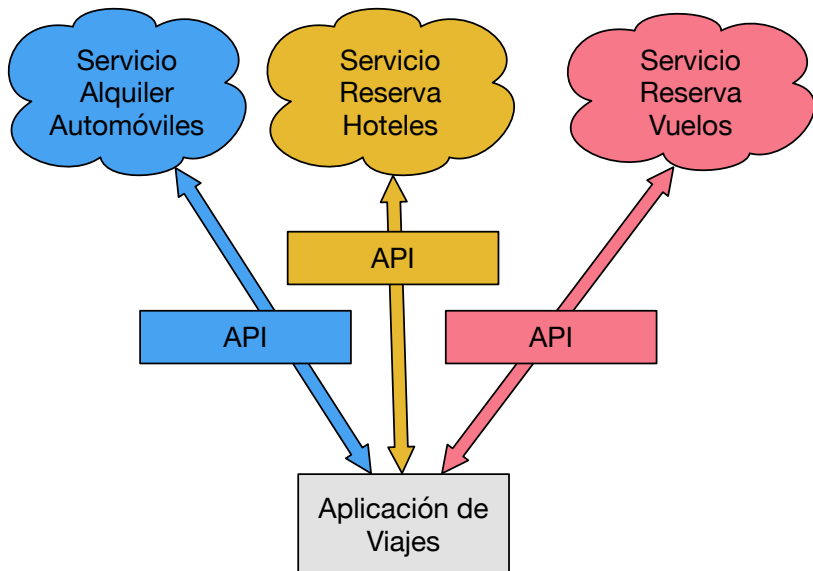 Servicio
Alquiler
Automóviles
Servicio
Reserva
Hoteles
Servicio
Reserva
Vuelos
API
API
API
Aplicación de
Viajes